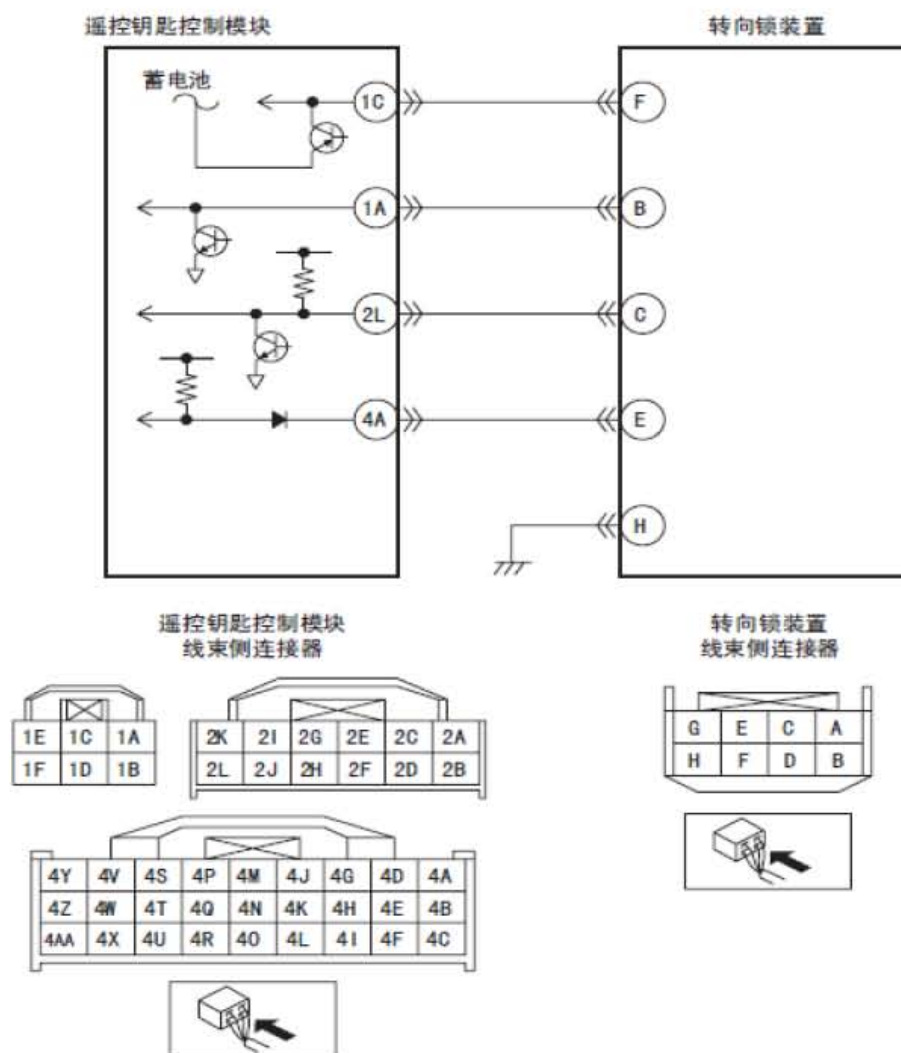 遥控钥匙控制模块
转向锁装置
蓄电池
1C
F
1A
B
2L
C
4A
E
H
遥控钥匙控制模块
线束侧连接器
转向锁装置
线束侧连接器
1E 1C 1A
1F 1D 1B
2K 2I 2G 2E 2C 2A
2L 2J 2H 2F 2D 2B
G E C A
H F D B
4Y 4V 4S 4P 4M 4J 4G 4D 4A
4Z 4W 4T 4Q 4N 4K 4H 4E 4B
4AA 4X 4U 4R 4O 4L 4I 4F 4C